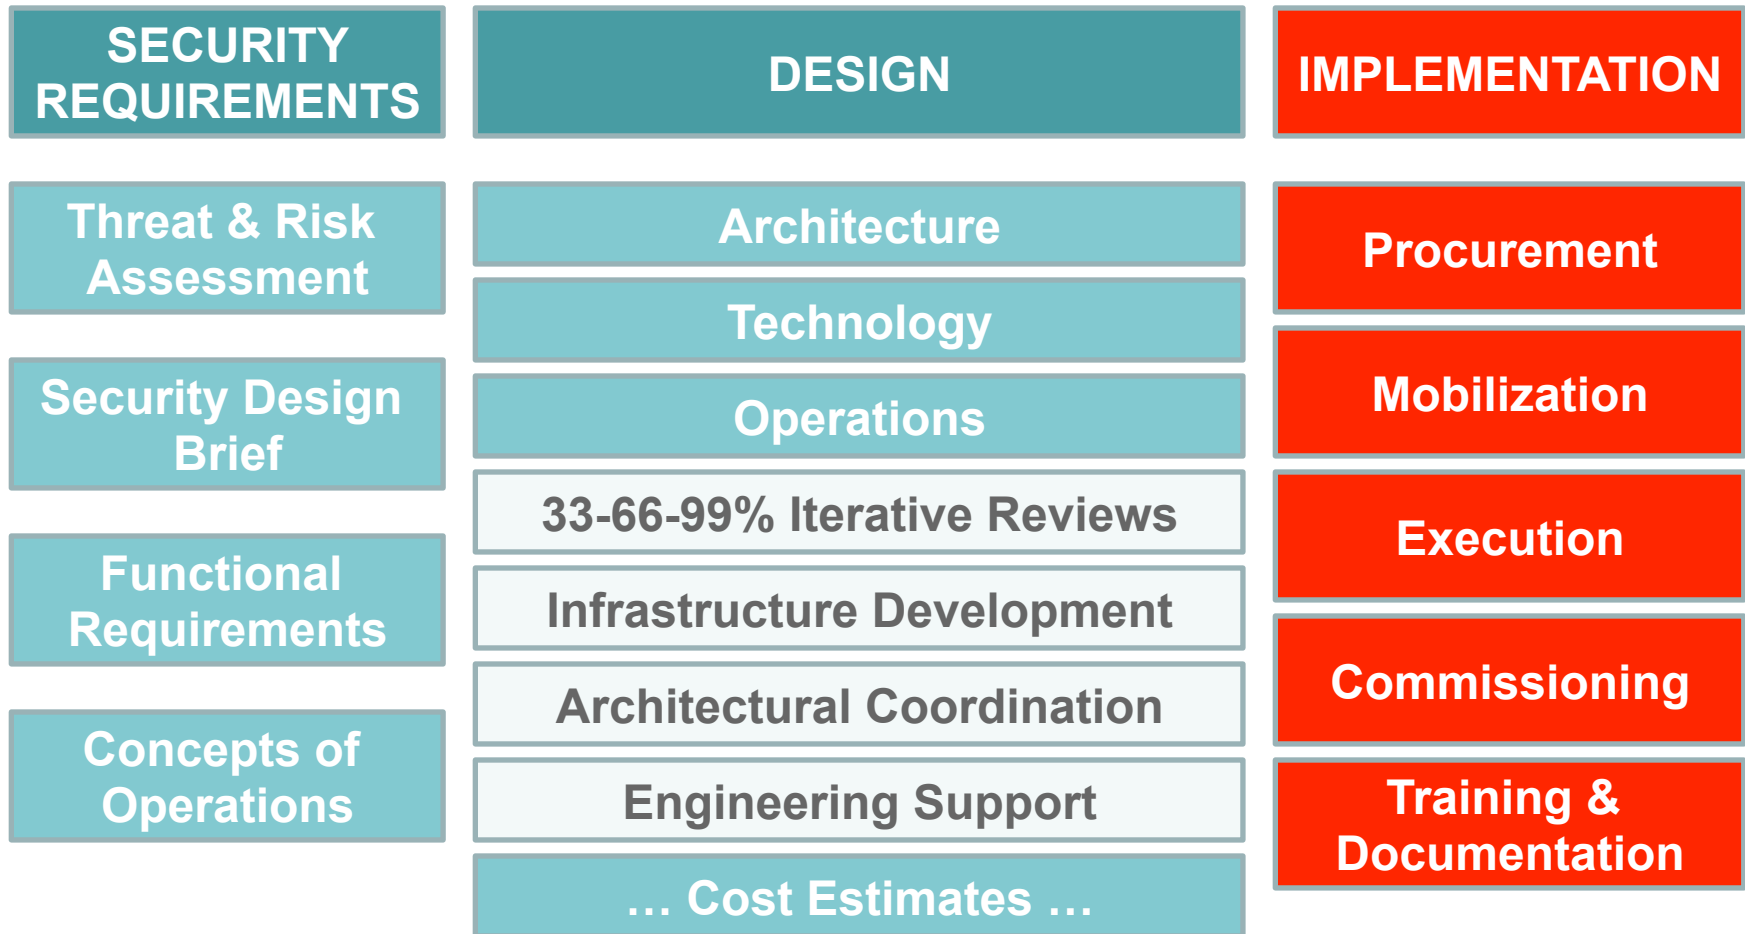 SECURITY
REQUIREMENTS
Threat & Risk
Assessment
Security Design
Brief
Functional
Requirements
Concepts of
Operations
DESIGN
Architecture
Technology
Operations
33-66-99% Iterative Reviews
Infrastructure Development
Architectural Coordination
Engineering Support
… Cost Estimates …
IMPLEMENTATION
Procurement
Mobilization
Execution
Commissioning
Training &
Documentation